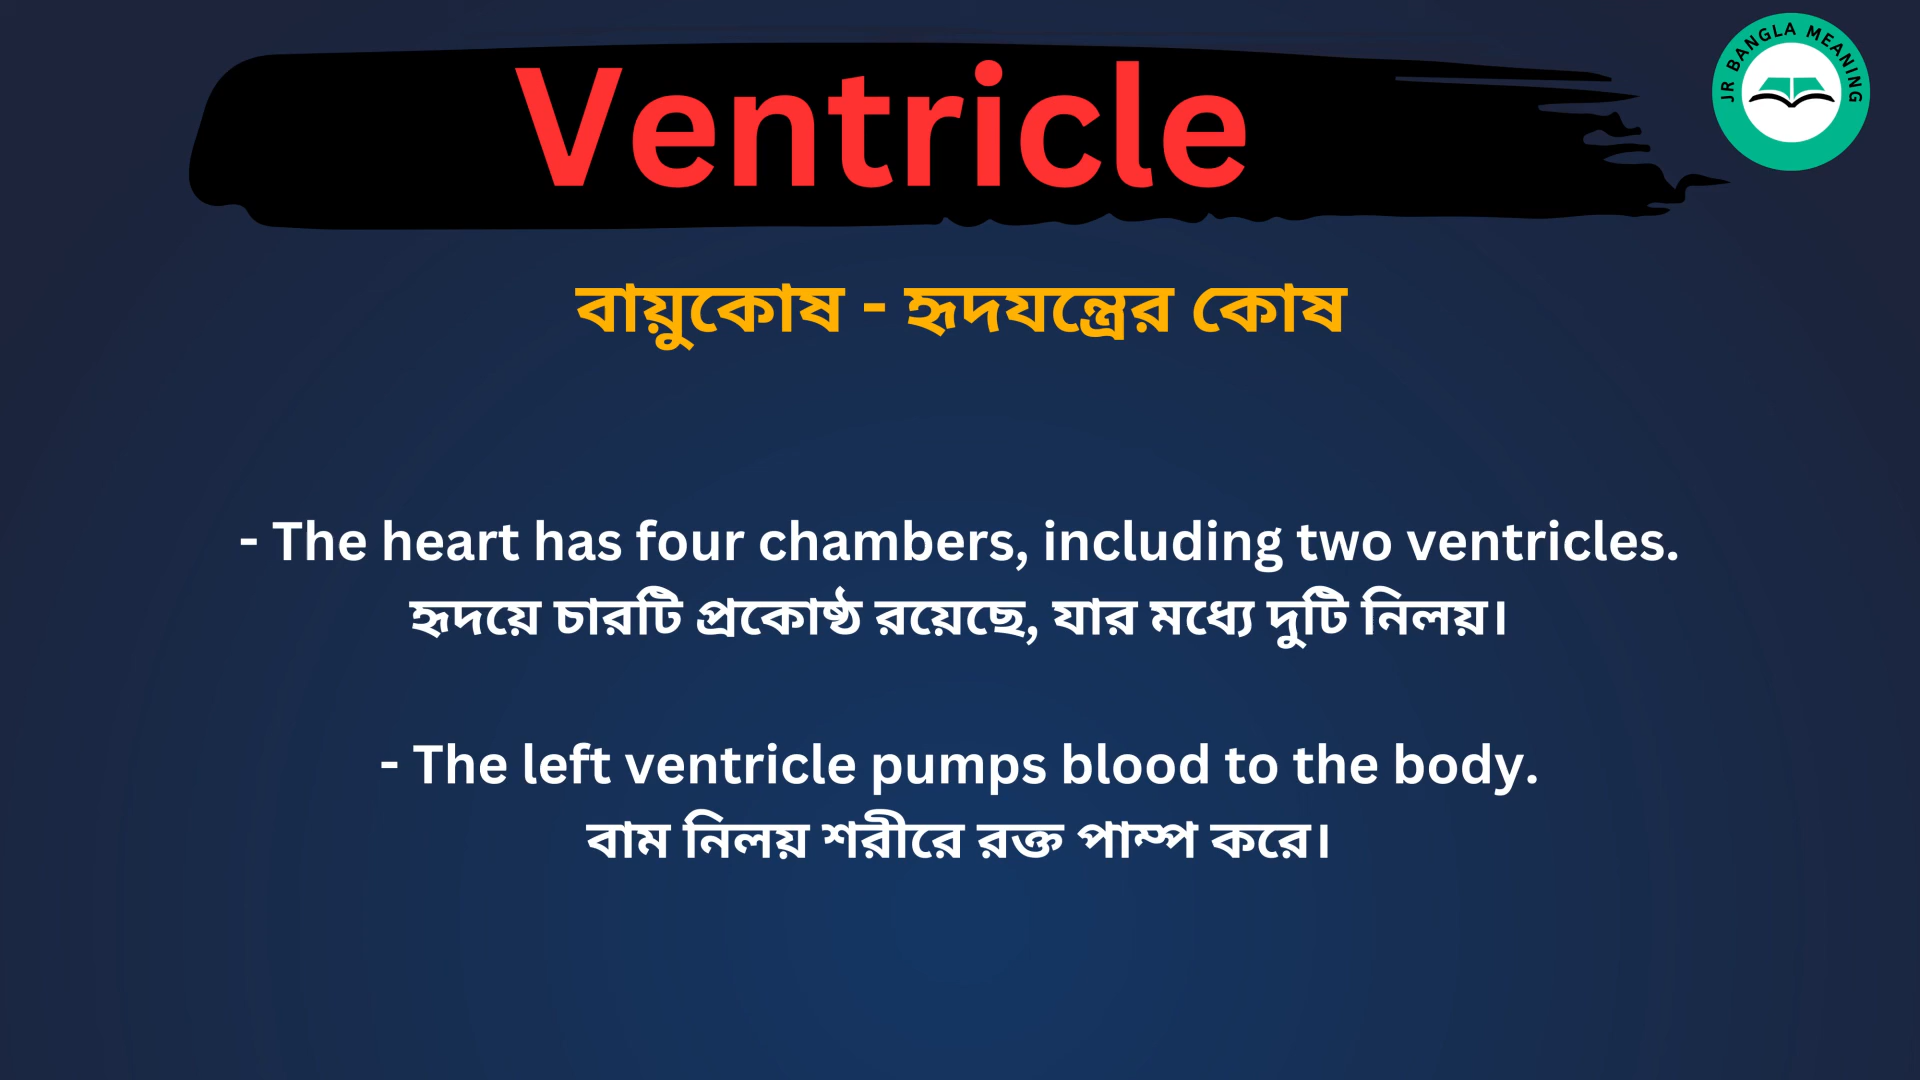 Ventricle
JR BANGLA MEANING
বায়ুকোষ - হৃদযন্ত্রের কোষ
- The heart has four chambers, including two ventricles.
হৃদয়ে চারটি প্রকোষ্ঠ রয়েছে, যার মধ্যে দুটি নিলয়।
- The left ventricle pumps blood to the body.
বাম নিলয় শরীরে রক্ত পাম্প করে।